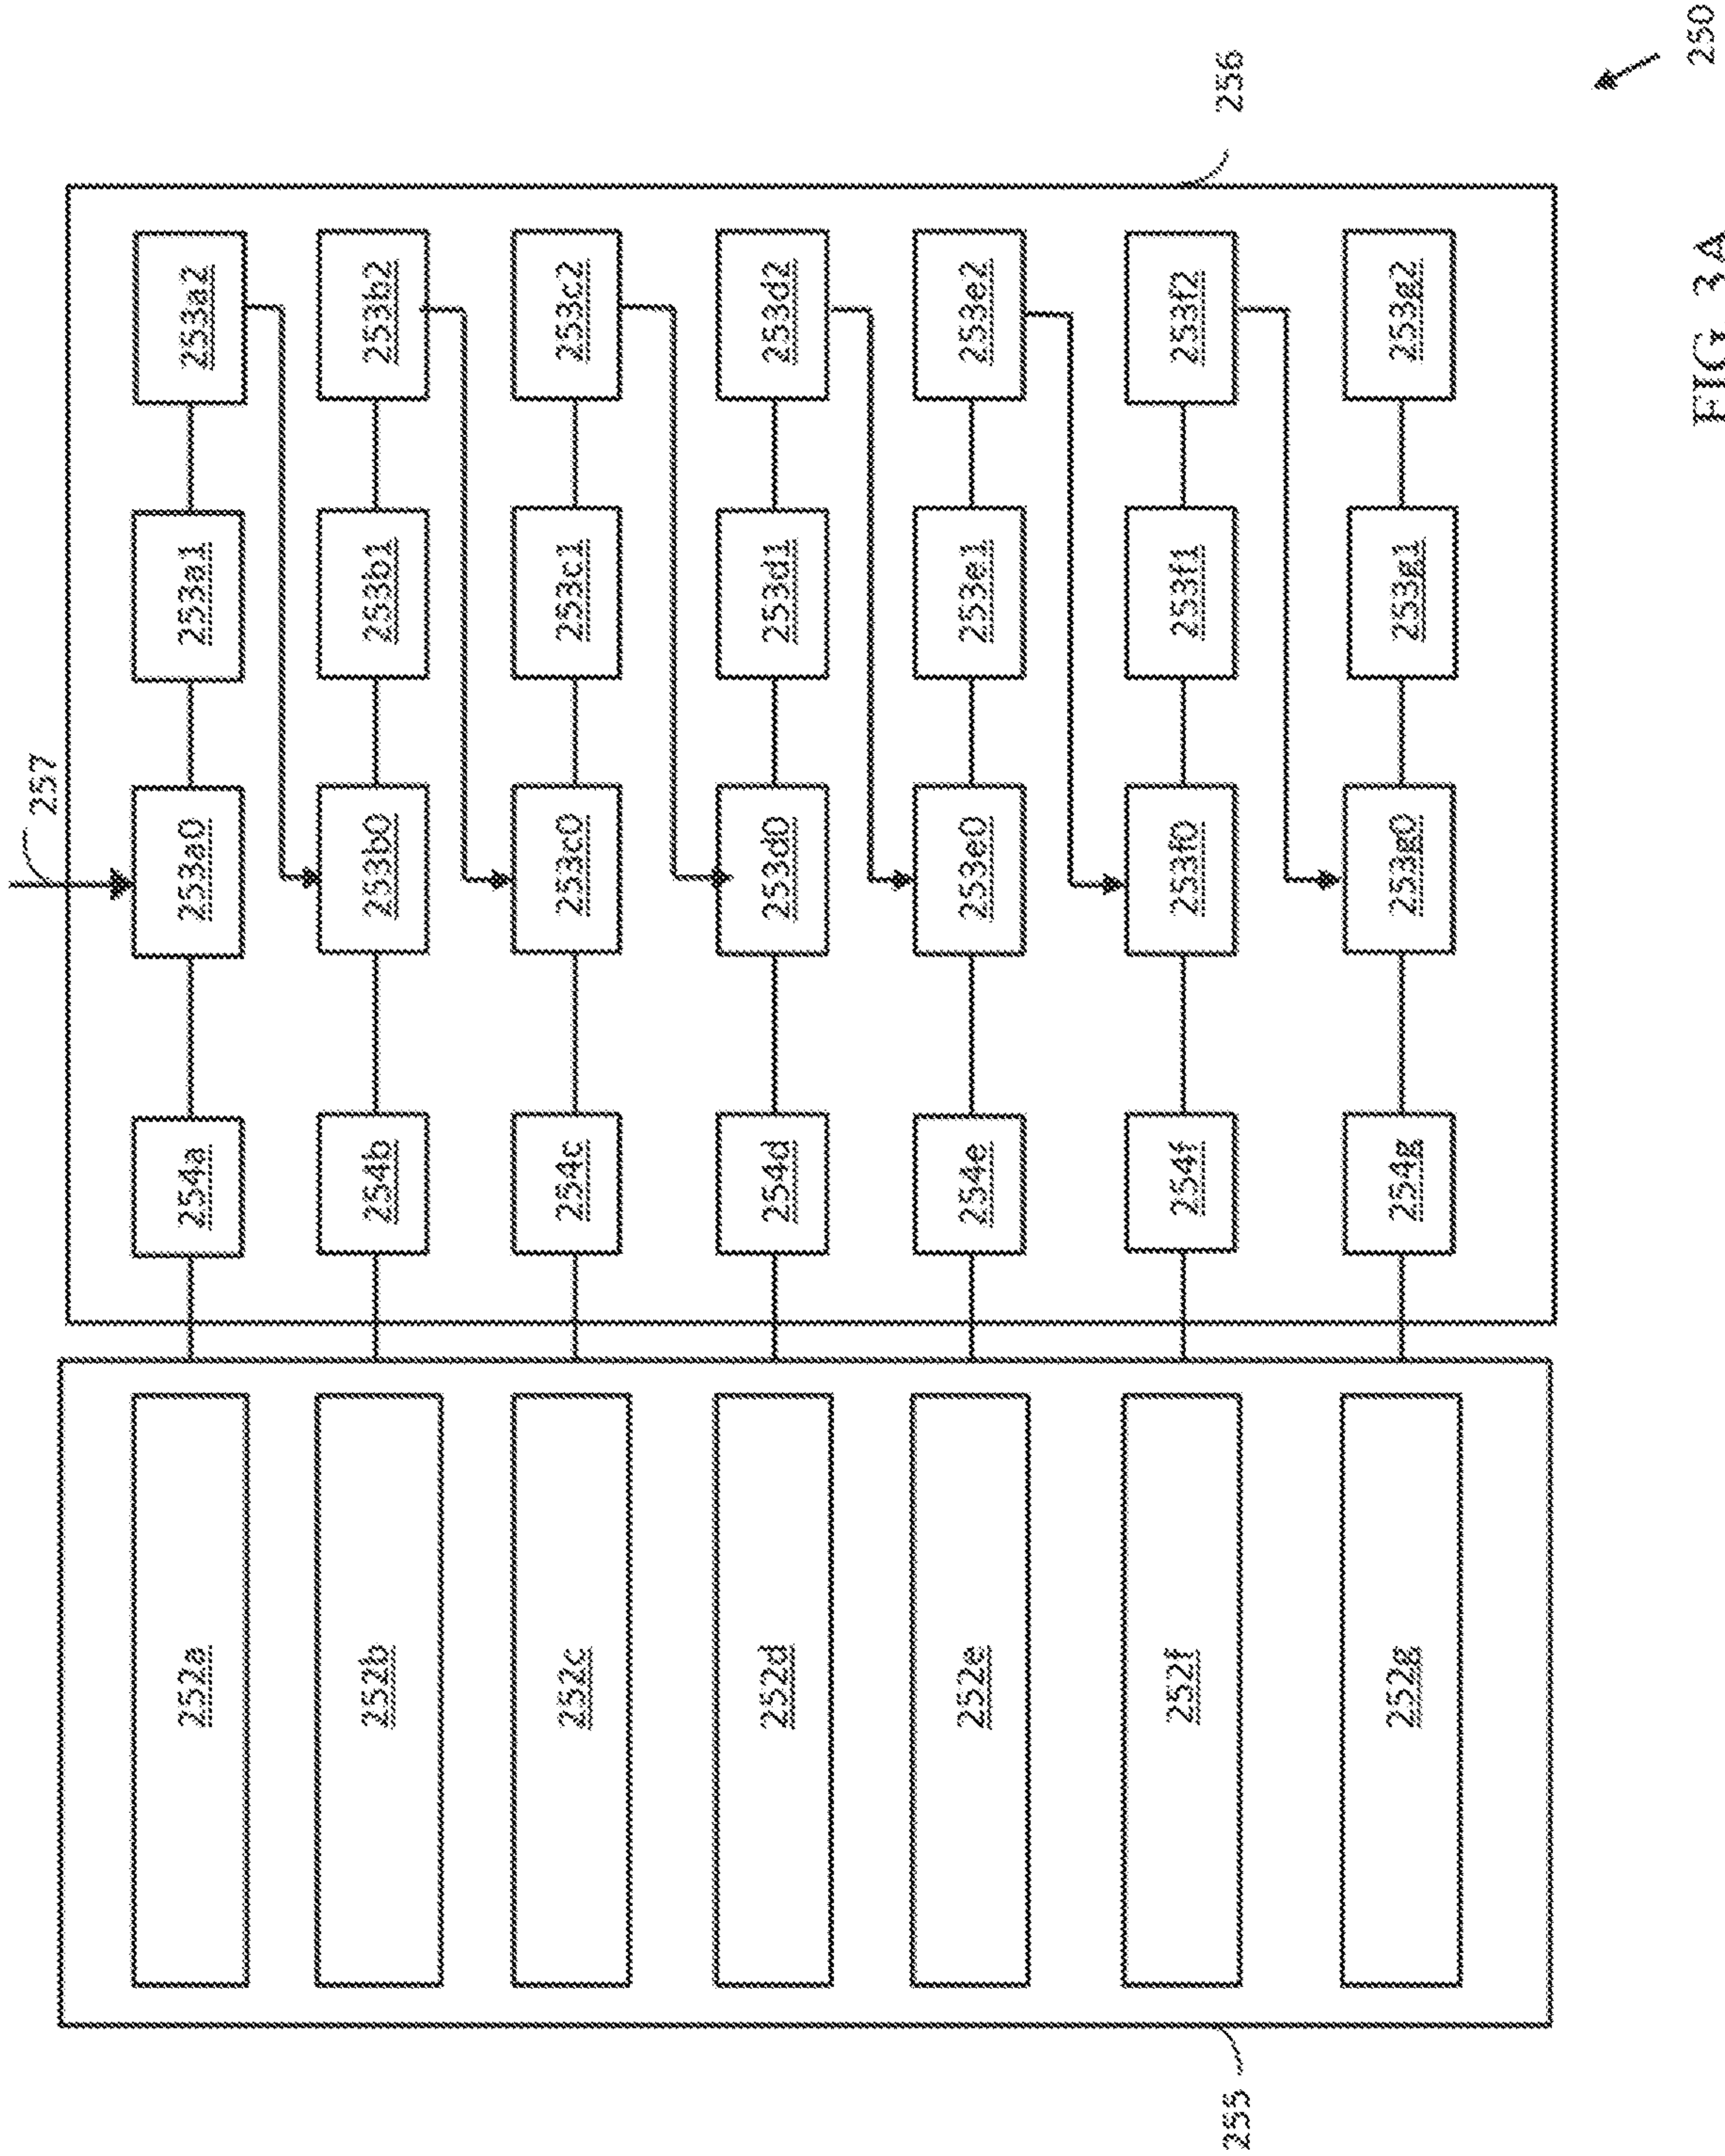 257
252a 254a 253a0 253a1 253a2
252b 254b 253b0 253b1 253b2
252c 254c 253c0 253c1 253c2
252d 254d 253d0 253d1 253d2
252e 254e 253e0 253e1 253e2
252f 254f 253f0 253f1 253f2
255 256
252g 254g 253g0 253g1 253g2
FIG. 3A 250